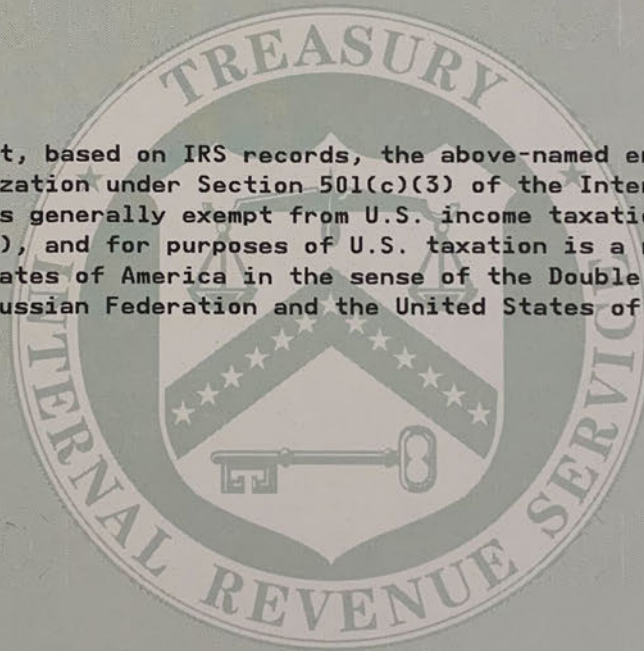 TREASURY
t, based on IRS records, the above-named
zation under Section 501(c)(3) of the
s generally exempt from U.S. income
), and for purposes of U.S. taxation is a
ates of America in the sense of the Double
ussian Federation and the United States of
INTERNAL REVENUE SERVICE